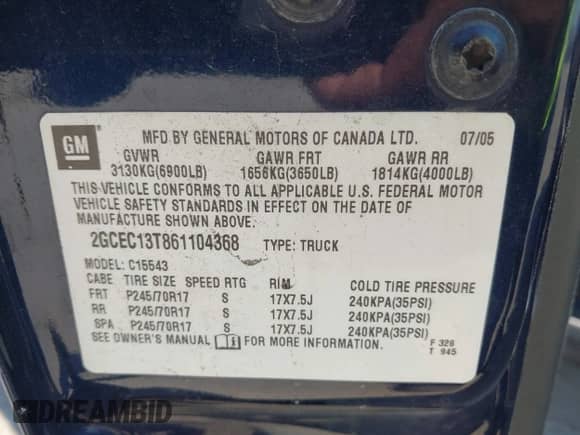 GM
MFD BY GENERAL MOTORS OF CANADA LTD. 07/05
GVWR GAWR FRT GAWR RR
3130KG(6900LB) 1656KG(3650LB) 1814KG(4000LB)
THIS VEHICLE CONFORMS TO ALL APPLICABLE U.S. FEDERAL MOTOR
VEHICLE SAFETY STANDARDS IN EFFECT ON THE DATE OF
MANUFACTURE SHOWN ABOVE.
2GCEC13T861104368 TYPE: TRUCK
MODEL: C15543
CABE TIRE SIZE SPEED RTG RIM COLD TIRE PRESSURE
FRT P245/70R17 S 17X7.5J 240KPA(35PSI)
RR P245/70R17 S 17X7.5J 240KPA(35PSI)
SPA P245/70R17 S 17X7.5J 240KPA(35PSI)
SEE OWNER'S MANUAL FOR MORE INFORMATION.
F 326
T 945
DREAMBID